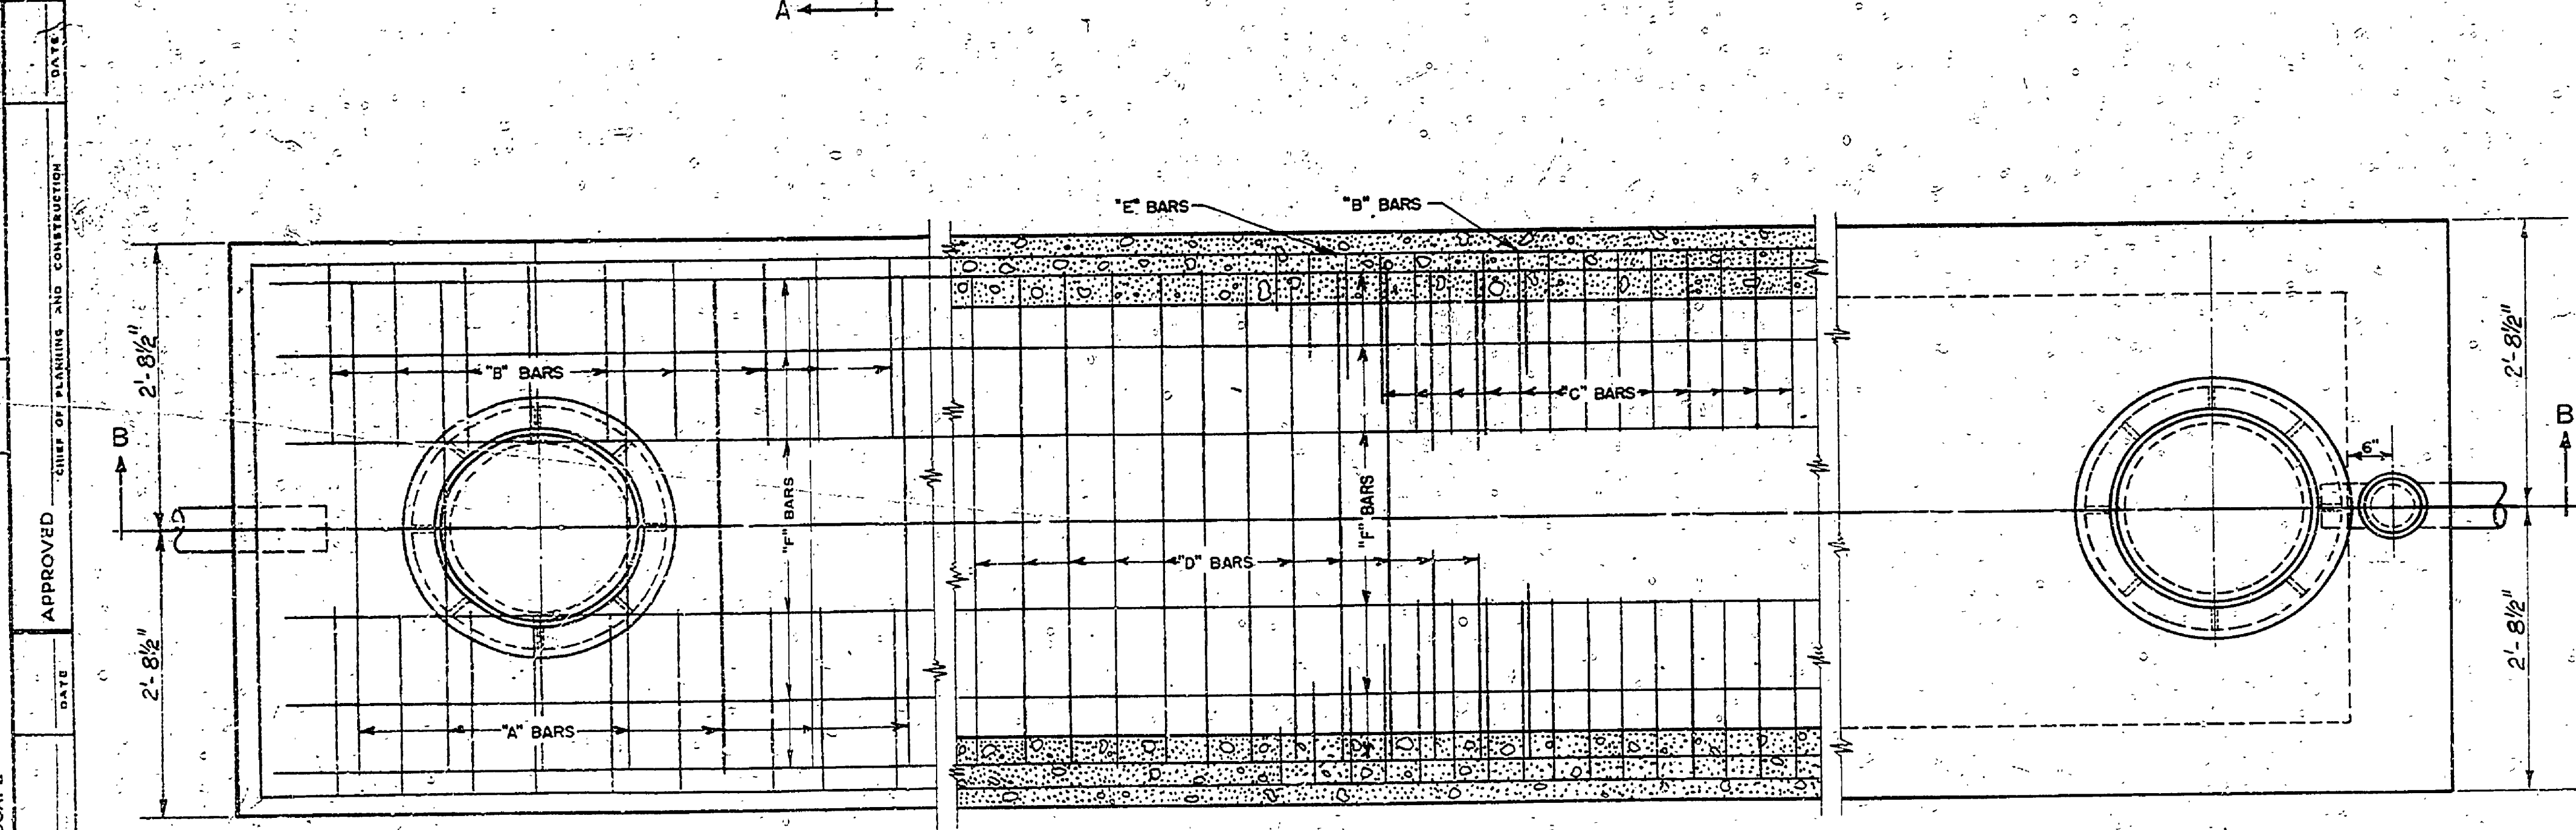 A
DATE
CHIEF OF PLANNING AND CONSTRUCTION
APPROVED
DATE
"E" BARS
"B" BARS
2'-8½"
2'-8½"
"B" BARS
"C" BARS
B
B
6"
"F" BARS
"F" BARS
"D" BARS
2'-8½"
2'-8½"
"A" BARS